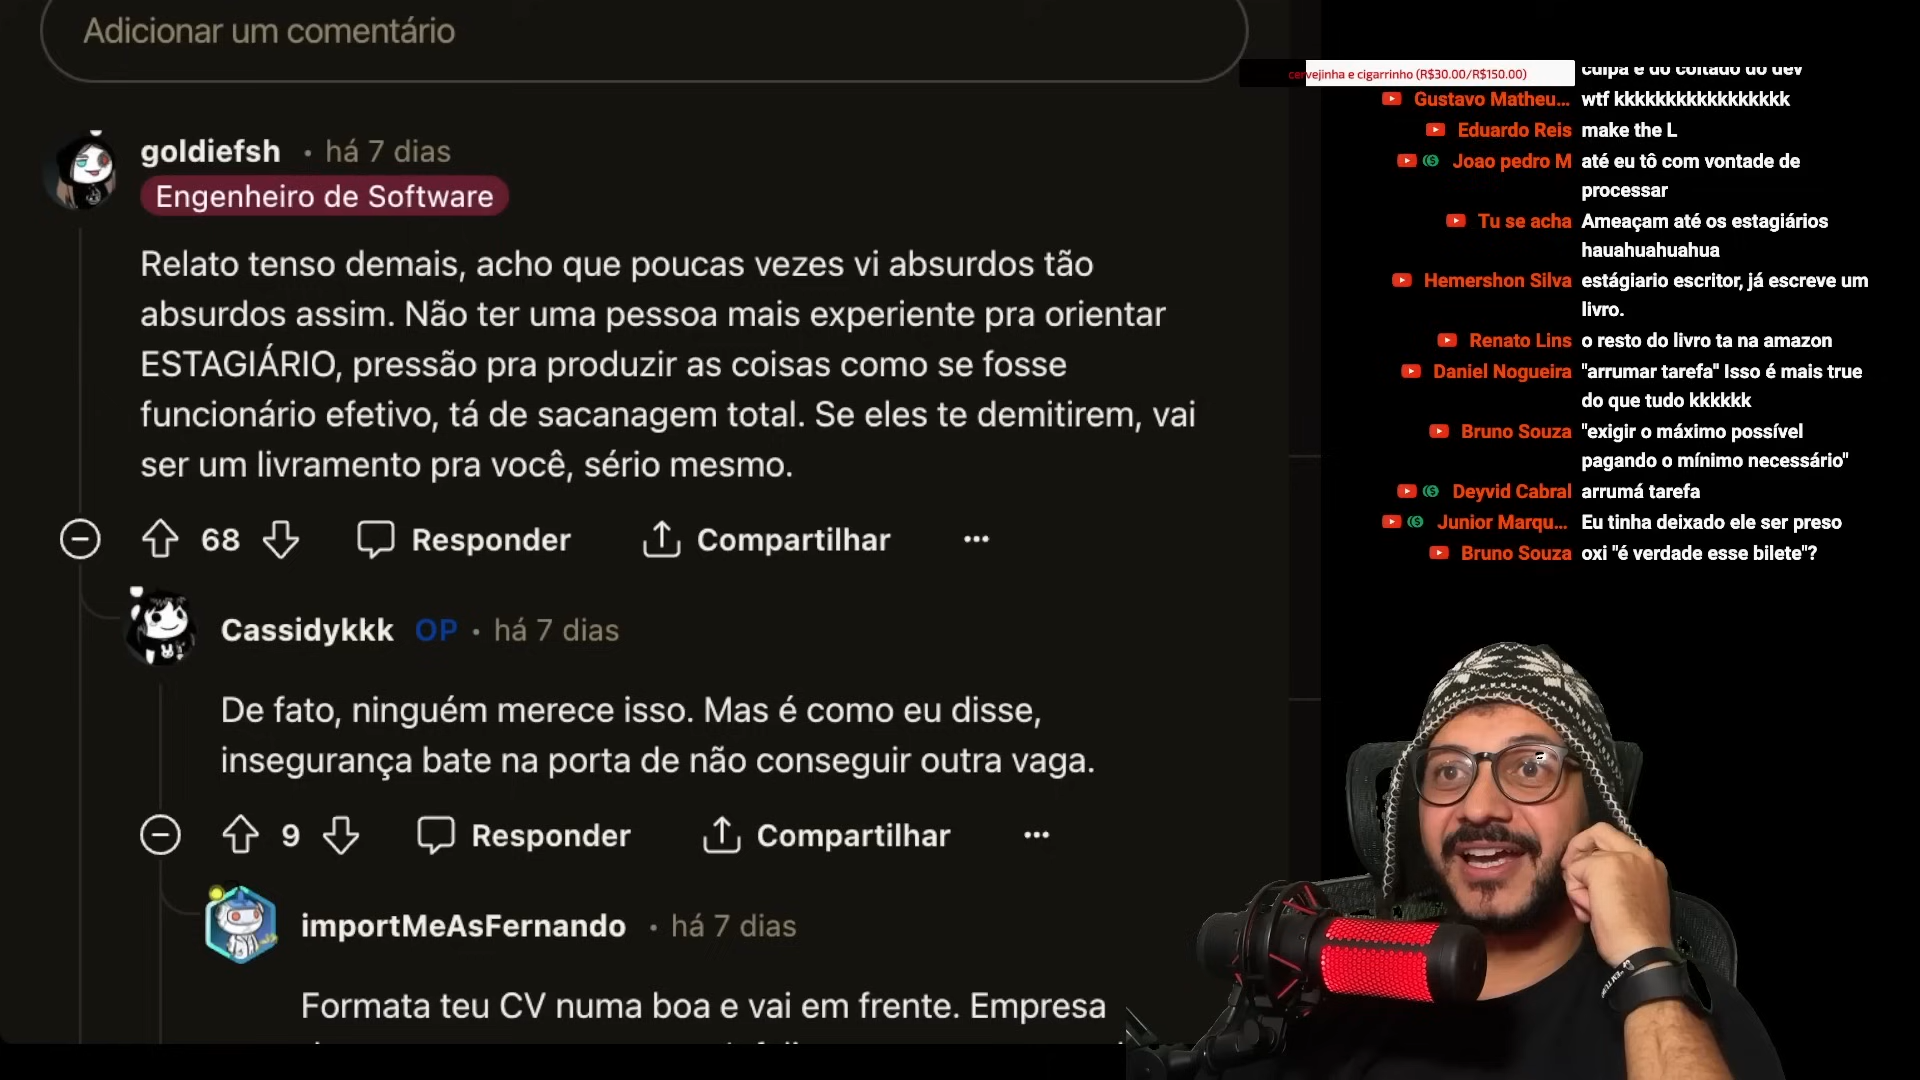 Adicionar um comentário
goldiefsh • há 7 dias
Engenheiro de Software
Relato tenso demais, acho que poucas vezes vi absurdos tão
absurdos assim. Não ter uma pessoa mais experiente pra orientar
ESTAGIÁRIO, pressão pra produzir as coisas como se fosse
funcionário efetivo, tá de sacanagem total. Se eles te demitirem, vai
ser um livramento pra você, sério mesmo.
68 Responder Compartilhar ...
Cassidykkk OP • há 7 dias
De fato, ninguém merece isso. Mas é como eu disse,
insegurança bate na porta de não conseguir outra vaga.
9 Responder Compartilhar ...
importMeAsFernando • há 7 dias
Formata teu CV numa boa e vai em frente. Empresa
cervejinha e cigarrinho (R$30.00/R$150.00)
culpa é do coitado do dev
Gustavo Matheu... wtf kkkkkkkkkkkkkkkkk
Eduardo Reis make the L
Joao pedro M até eu tô com vontade de
processar
Tu se acha Ameaçam até os estagiários
hauahuahuahua
Hemershon Silva estágiario escritor, já escreve um
livro.
Renato Lins o resto do livro ta na amazon
Daniel Nogueira "arrumar tarefa" Isso é mais true
do que tudo kkkkkk
Bruno Souza "exigir o máximo possível
pagando o mínimo necessário"
Deyvid Cabral arrumá tarefa
Junior Marqu... Eu tinha deixado ele ser preso
Bruno Souza oxi "é verdade esse bilete"?